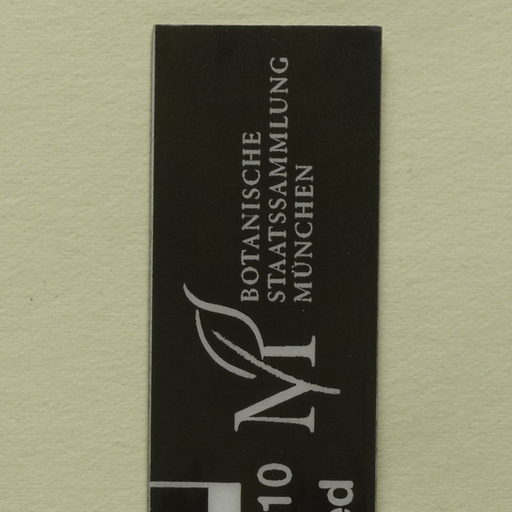 BOTANISCHE
STAATSSAMMLUNG
MÜNCHEN
M
10
ed